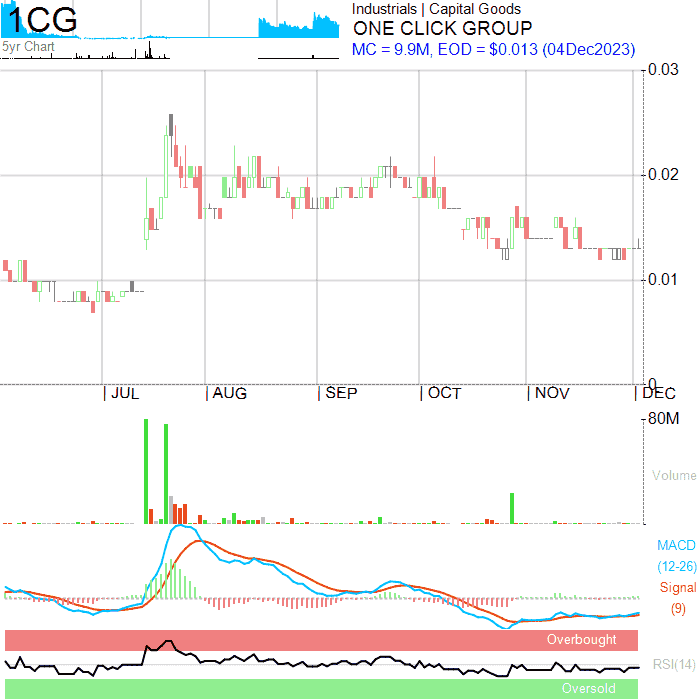 1CG
5yr Chart
Industrials | Capital Goods
ONE CLICK GROUP
MC = 9.9M, EOD = $0.013 (04Dec2023)
0.03
0.02
0.01
0
JUL AUG SEP OCT NOV DEC
80M
Volume
MACD
(12-26)
Signal
(9)
Overbought
RSI(14)
Oversold